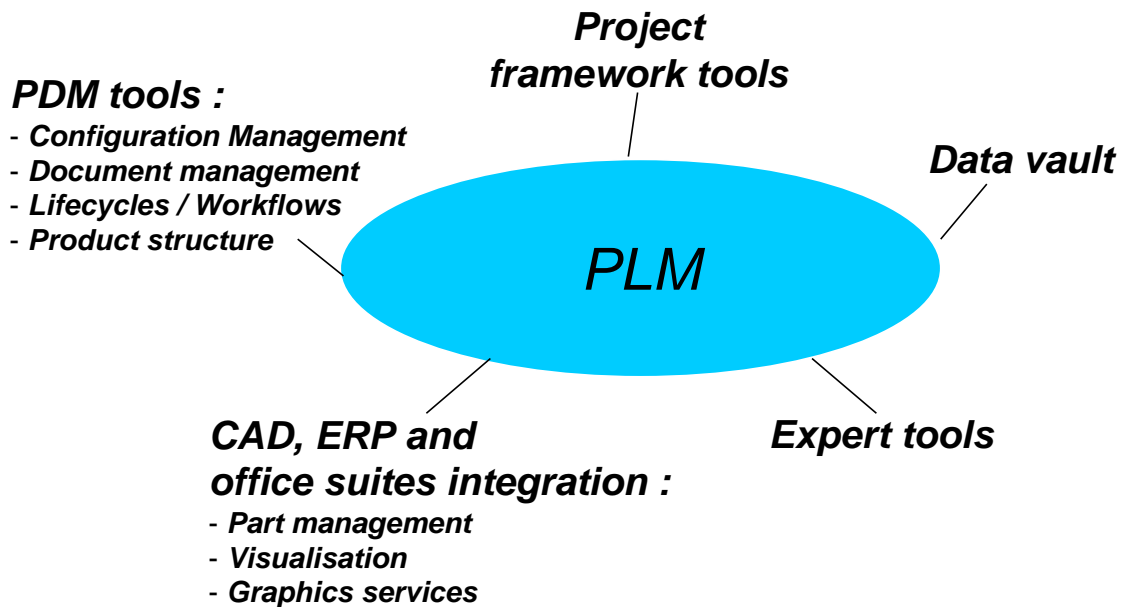 Project
framework tools
PDM tools :
- Configuration Management
- Document management
- Lifecycles / Workflows
- Product structure
Data vault
PLM
CAD, ERP and
office suites integration :
- Part management
- Visualisation
- Graphics services
Expert tools